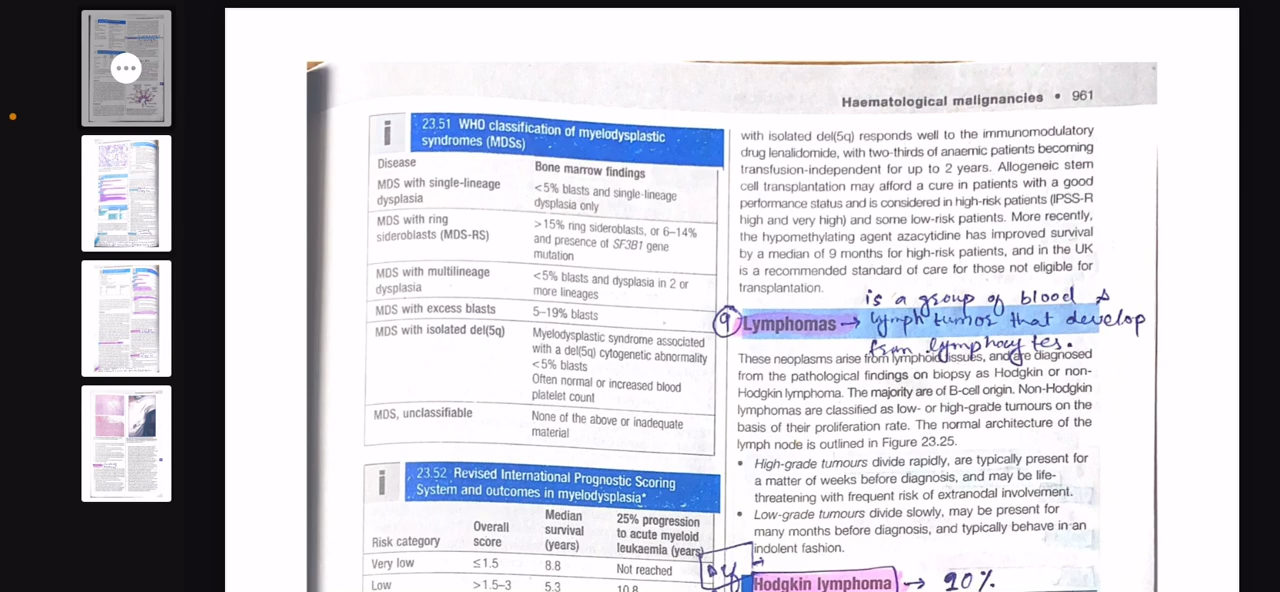 Haematological malignancies • 961
i
23.51 WHO classification of myelodysplastic
syndromes (MDSs)
Disease
Bone marrow findings
MDS with single-lineage
dysplasia
<5% blasts and single-lineage
dysplasia only
MDS with ring
sideroblasts (MDS-RS)
>15% ring sideroblasts, or 6–14%
and presence of SF3B1 gene
mutation
MDS with multilineage
dysplasia
<5% blasts and dysplasia in 2 or
more lineages
MDS with excess blasts
5–19% blasts
MDS with isolated del(5q)
Myelodysplastic syndrome associated
with a del(5q) cytogenetic abnormality
<5% blasts
Often normal or increased blood
platelet count
MDS, unclassifiable
None of the above or inadequate
material
i
23.52 Revised International Prognostic Scoring
System and outcomes in myelodysplasia*
Risk category
Overall
score
Median
survival
(years)
25% progression
to acute myeloid
leukaemia (years)
Very low
≤1.5
8.8
Not reached
Low
>1.5–3
5.3
10.8
with isolated del(5q) responds well to the immunomodulatory
drug lenalidomide, with two-thirds of anaemic patients becoming
transfusion-independent for up to 2 years. Allogeneic stem
cell transplantation may afford a cure in patients with a good
performance status and is considered in high-risk patients (IPSS-R
high and very high) and some low-risk patients. More recently,
the hypomethylating agent azacytidine has improved survival
by a median of 9 months for high-risk patients, and in the UK
is a recommended standard of care for those not eligible for
transplantation.
is a group of blood &
9 Lymphomas → lymph tumors that develop
from lymphocytes.
These neoplasms arise from lymphoid tissues, and are diagnosed
from the pathological findings on biopsy as Hodgkin or non-
Hodgkin lymphoma. The majority are of B-cell origin. Non-Hodgkin
lymphomas are classified as low- or high-grade tumours on the
basis of their proliferation rate. The normal architecture of the
lymph node is outlined in Figure 23.25.
• High-grade tumours divide rapidly, are typically present for
a matter of weeks before diagnosis, and may be life-
threatening with frequent risk of extranodal involvement.
• Low-grade tumours divide slowly, may be present for
many months before diagnosis, and typically behave in an
indolent fashion.
Hodgkin lymphoma → 20%